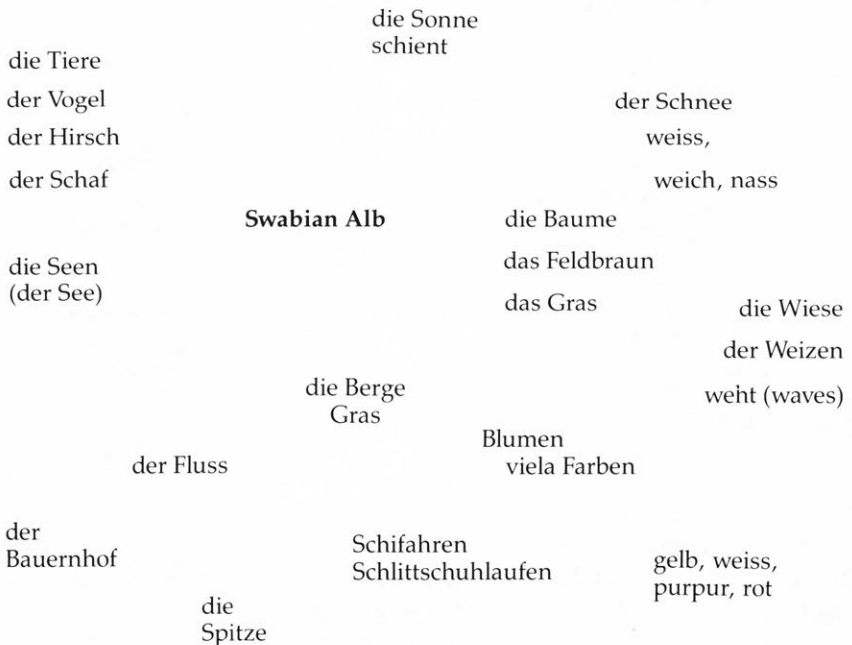 die Sonne
schient
die Tiere
der Vogel
der Schnee
der Hirsch
weiss,
der Schaf
weich, nass
Swabian Alb
die Baume
die Seen
(der See)
das Feldbraun
das Gras
die Wiese
der Weizen
die Berge
Gras
weht (waves)
Blumen
viela Farben
der Fluss
der
Bauernhof
Schifahren
Schlittschuhlaufen
gelb, weiss,
purpur, rot
die
Spitze